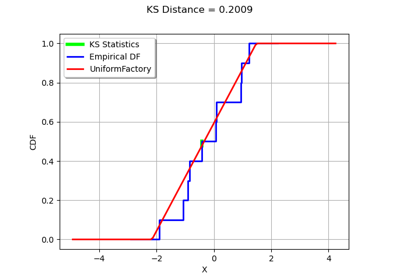 KS Distance = 0.2009
KS Statistics
Empirical DF
UniformFactory
CDF
1.0
0.8
0.6
0.4
0.2
0.0
−4
−2
0
2
4
X